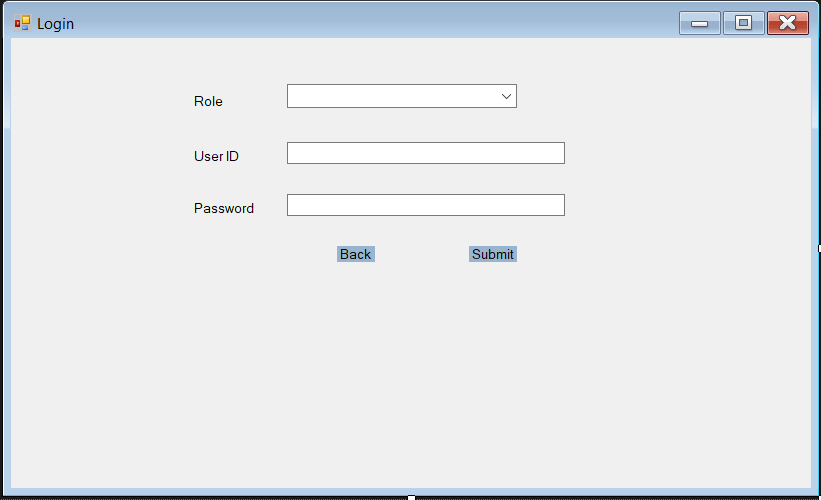 Login
Role
User ID
Password
Back Submit